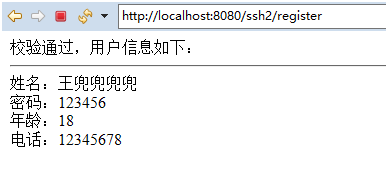 http://localhost:8080/ssh2/register
校验通过，用户信息如下：
姓名：王兜兜兜兜
密码：123456
年龄：18
电话：12345678